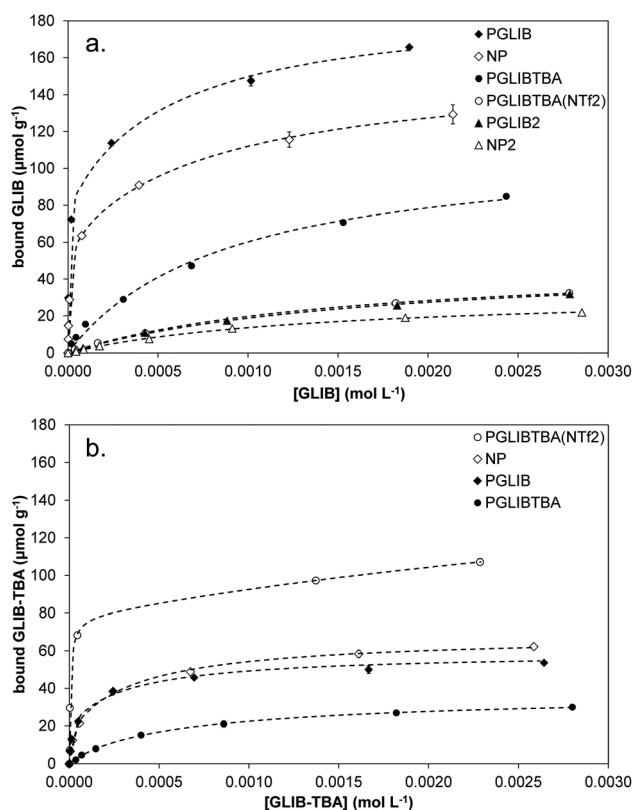 180
160
140
120
100
80
60
40
20
0
bound GLIB (µmol g⁻¹)
a.
PGLIB
NP
PGLIBTBA
PGLIBTBA(NTf2)
PGLIB2
NP2
0.0000 0.0005 0.0010 0.0015 0.0020 0.0025 0.0030
[GLIB] (mol L⁻¹)
180
160
140
120
100
80
60
40
20
0
bound GLIB-TBA (µmol g⁻¹)
b.
PGLIBTBA(NTf2)
NP
PGLIB
PGLIBTBA
0.0000 0.0005 0.0010 0.0015 0.0020 0.0025 0.0030
[GLIB-TBA] (mol L⁻¹)